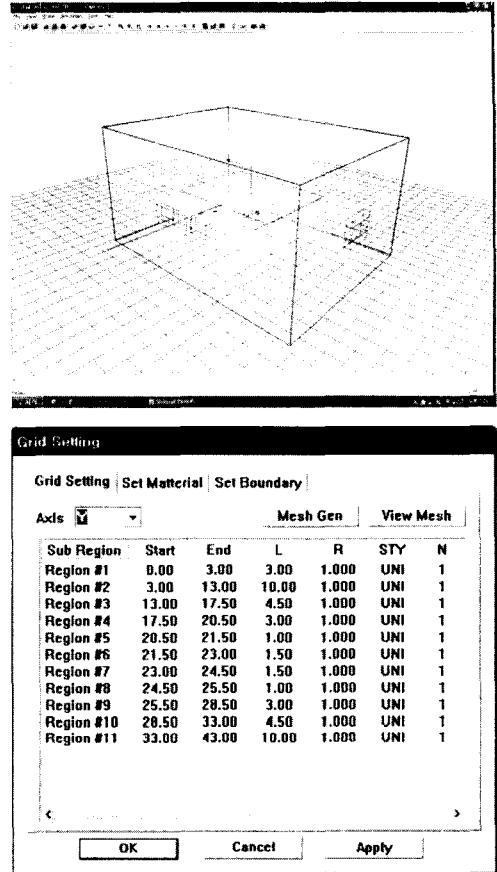 Grid Setting
Grid Setting Set Matterial Set Boundary
Axis Y Mesh Gen View Mesh
Sub Region Start End L R STY N
Region #1 0.00 3.00 3.00 1.000 UNI 1
Region #2 3.00 13.00 10.00 1.000 UNI 1
Region #3 13.00 17.50 4.50 1.000 UNI 1
Region #4 17.50 20.50 3.00 1.000 UNI 1
Region #5 20.50 21.50 1.00 1.000 UNI 1
Region #6 21.50 23.00 1.50 1.000 UNI 1
Region #7 23.00 24.50 1.50 1.000 UNI 1
Region #8 24.50 25.50 1.00 1.000 UNI 1
Region #9 25.50 28.50 3.00 1.000 UNI 1
Region #10 28.50 33.00 4.50 1.000 UNI 1
Region #11 33.00 43.00 10.00 1.000 UNI 1
OK Cancel Apply